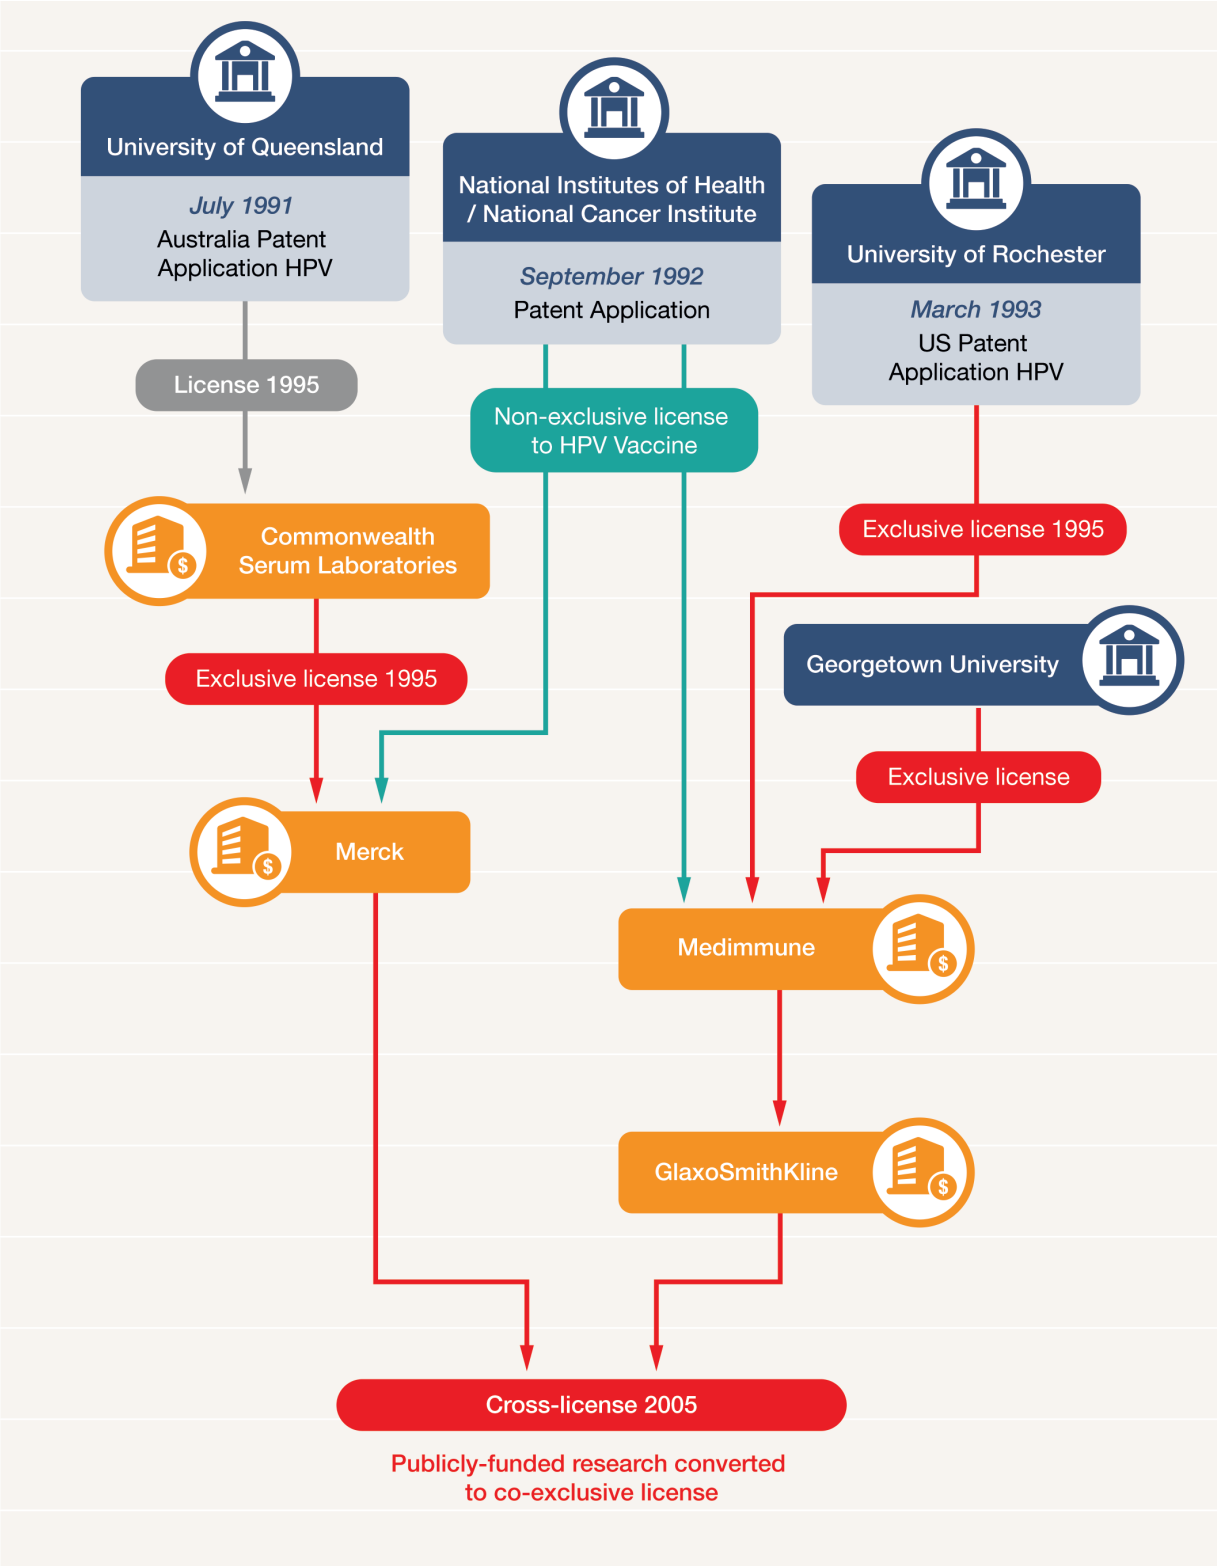 University of Queensland
July 1991
Australia Patent
Application HPV
National Institutes of Health
/ National Cancer Institute
September 1992
Patent Application
University of Rochester
March 1993
US Patent
Application HPV
License 1995
Non-exclusive license
to HPV Vaccine
Exclusive license 1995
Commonwealth
Serum Laboratories
Georgetown University
Exclusive license 1995
Exclusive license
Merck
$
Medimmune
$
GlaxoSmithKline
$
$
Cross-license 2005
Publicly-funded research converted
to co-exclusive license